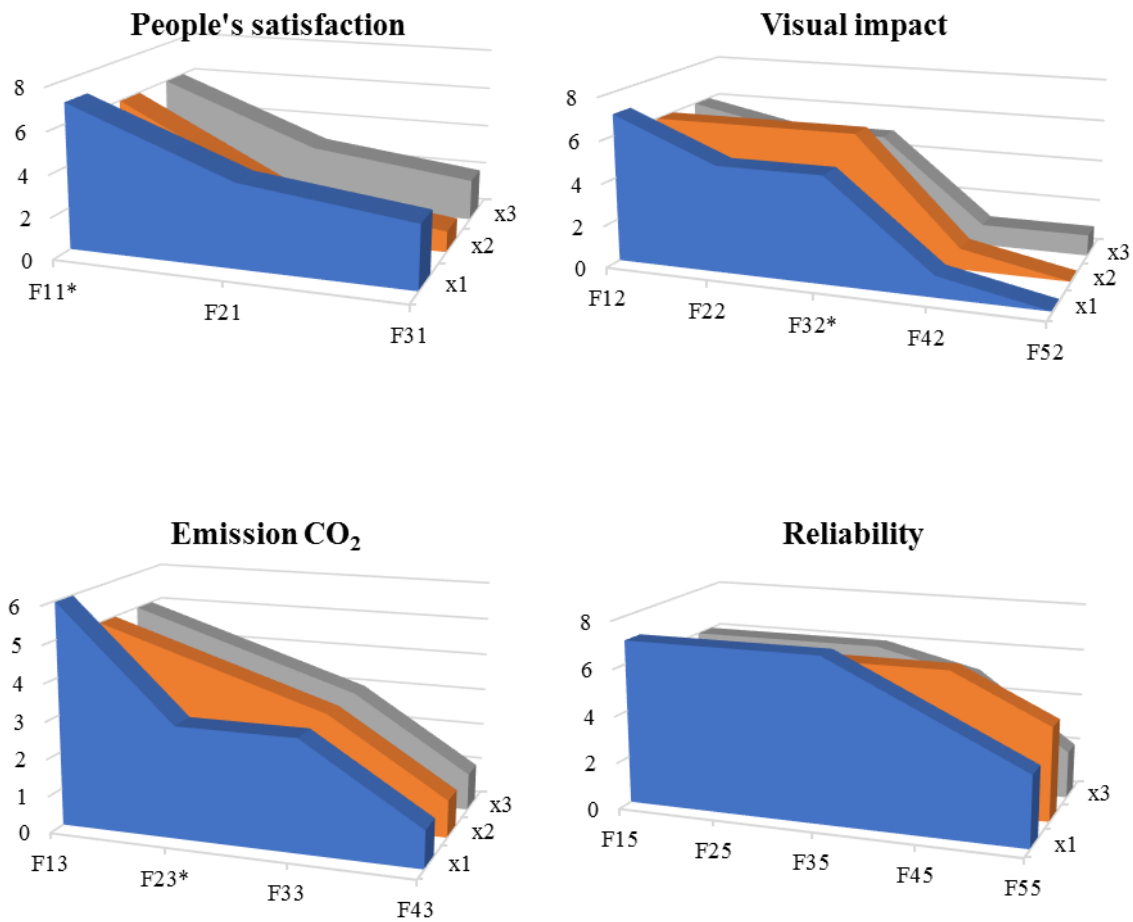 People's satisfaction
8
6
4
2
0
F11*
F21
F31
x1
x2
x3
Visual impact
8
6
4
2
0
F12
F22
F32*
F42
F52
x1
x2
x3
Emission CO₂
6
5
4
3
2
1
0
F13
F23*
F33
F43
x1
x2
x3
Reliability
8
6
4
2
0
F15
F25
F35
F45
F55
x1
x3